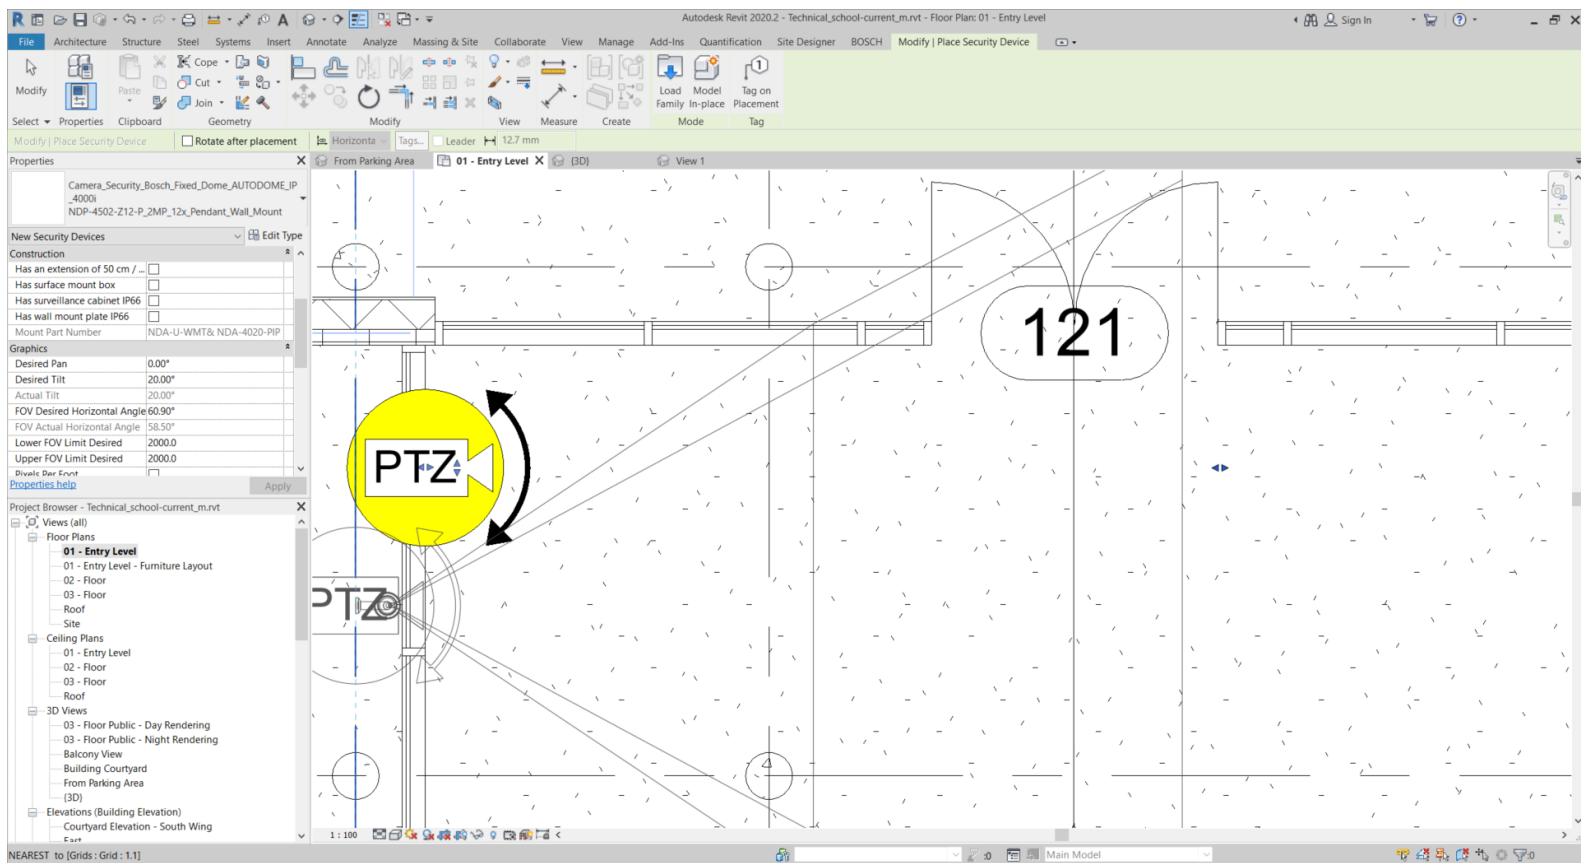 Autodesk Revit 2020.2 - Technical_school-current_m.rvt - Floor Plan: 01 - Entry Level
Sign In
File Architecture Structure Steel Systems Insert Annotate Analyze Massing & Site Collaborate View Manage Add-Ins Quantification Site Designer BOSCH Modify | Place Security Device
Modify
Paste
Cope
Cut
Join
Load Family
Model In-place
Tag on Placement
Select Properties Clipboard Geometry Modify View Measure Create Mode Tag
Modify | Place Security Device
Rotate after placement
Horizonta
Tags...
Leader
12.7 mm
Properties
From Parking Area
01 - Entry Level
{3D}
View 1
Camera_Security_Bosch_Fixed_Dome_AUTODOME_IP
_4000i
NDP-4502-Z12-P_2MP_12x_Pendant_Wall_Mount
New Security Devices
Edit Type
Construction
Has an extension of 50 cm / ...
Has surface mount box
Has surveillance cabinet IP66
Has wall mount plate IP66
Mount Part Number NDA-U-WMT& NDA-4020-PIP
Graphics
Desired Pan 0.00°
Desired Tilt 20.00°
Actual Tilt 20.00°
FOV Desired Horizontal Angle 60.90°
FOV Actual Horizontal Angle 58.50°
Lower FOV Limit Desired 2000.0
Upper FOV Limit Desired 2000.0
Pixels Per Foot
Properties help
Apply
Project Browser - Technical_school-current_m.rvt
Views (all)
Floor Plans
01 - Entry Level
01 - Entry Level - Furniture Layout
02 - Floor
03 - Floor
Roof
Site
Ceiling Plans
01 - Entry Level
02 - Floor
03 - Floor
Roof
3D Views
03 - Floor Public - Day Rendering
03 - Floor Public - Night Rendering
Balcony View
Building Courtyard
From Parking Area
{3D}
Elevations (Building Elevation)
Courtyard Elevation - South Wing
East
121
PTZ
PTZ
1 : 100
NEAREST to [Grids : Grid : 1.1]
:0
Main Model
:0